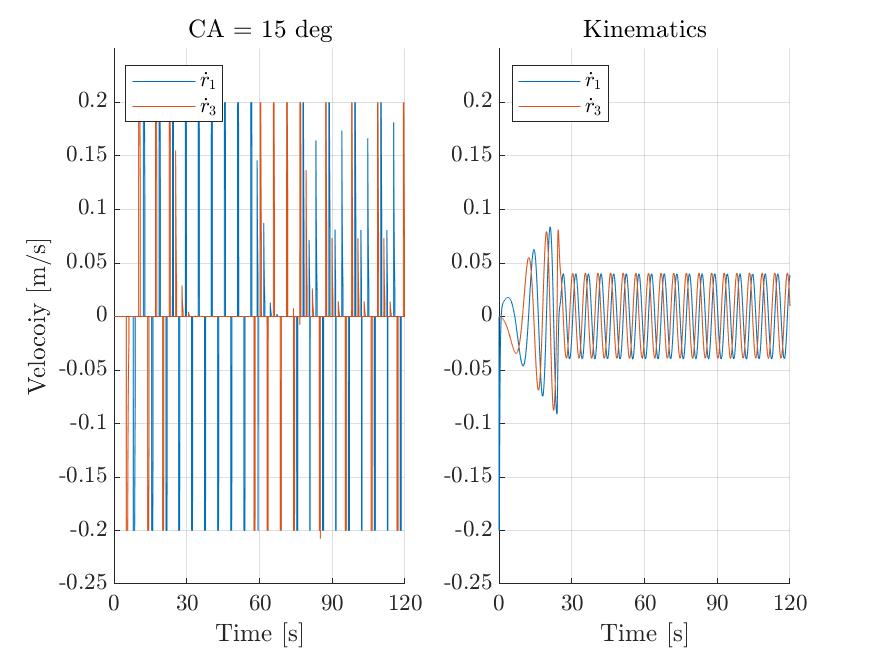 CA = 15 deg
ṙ1
ṙ3
0.2
0.15
0.1
0.05
0
-0.05
-0.1
-0.15
-0.2
-0.25
Velocoiy [m/s]
0 30 60 90 120
Time [s]
Kinematics
ṙ1
ṙ3
0.2
0.15
0.1
0.05
0
-0.05
-0.1
-0.15
-0.2
-0.25
0 30 60 90 120
Time [s]